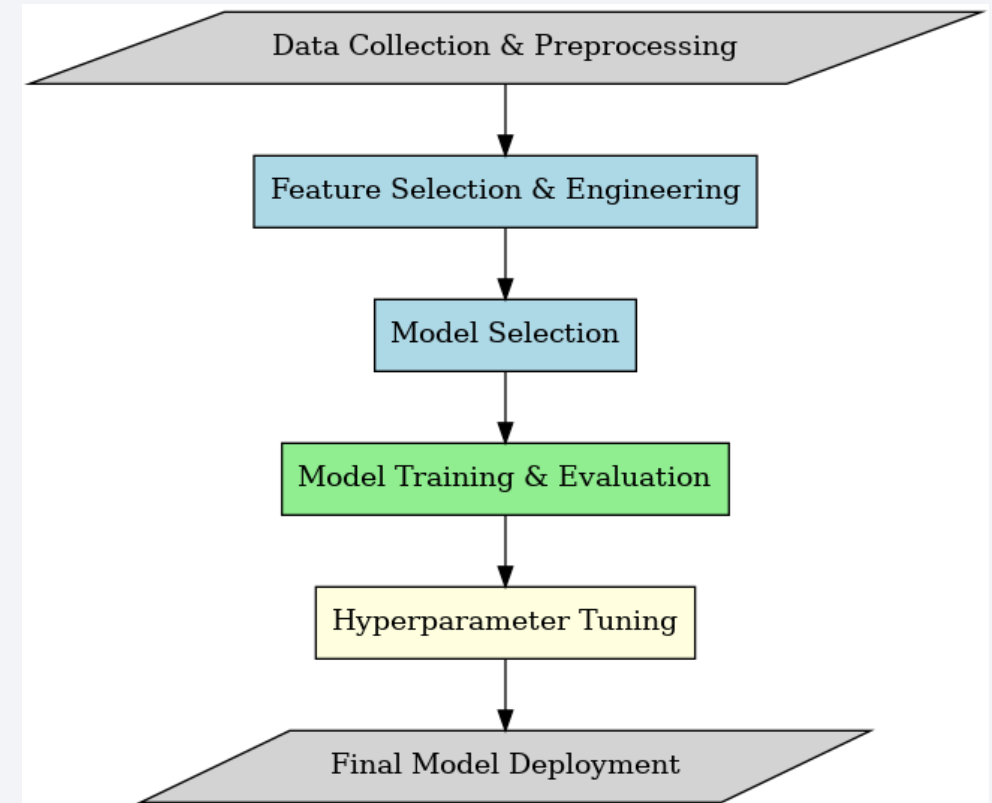 Data Collection & Preprocessing
Feature Selection & Engineering
Model Selection
Model Training & Evaluation
Hyperparameter Tuning
Final Model Deployment